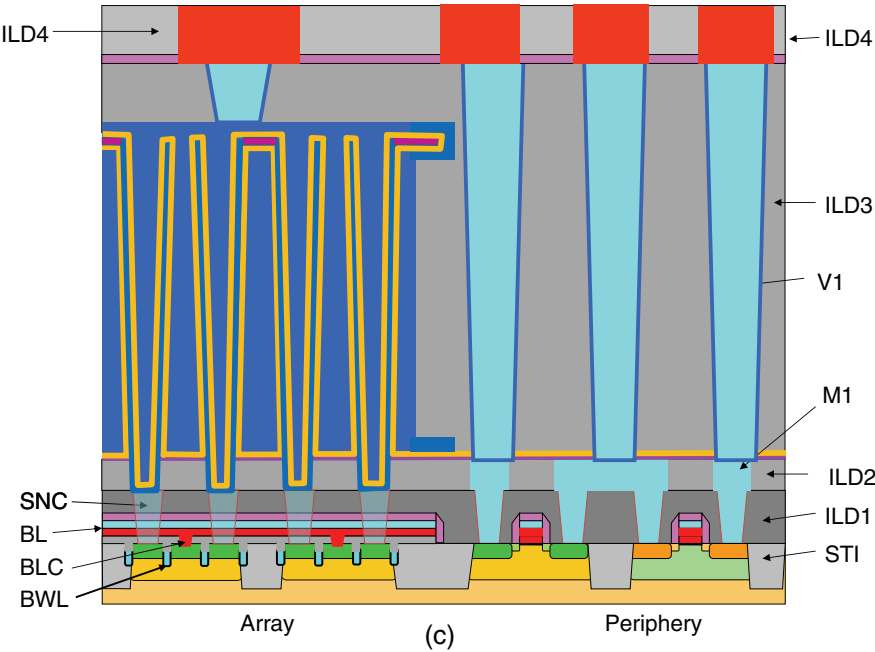 ILD4
ILD4
ILD3
V1
M1
ILD2
SNC
ILD1
BL
STI
BLC
BWL
Array
(c)
Periphery